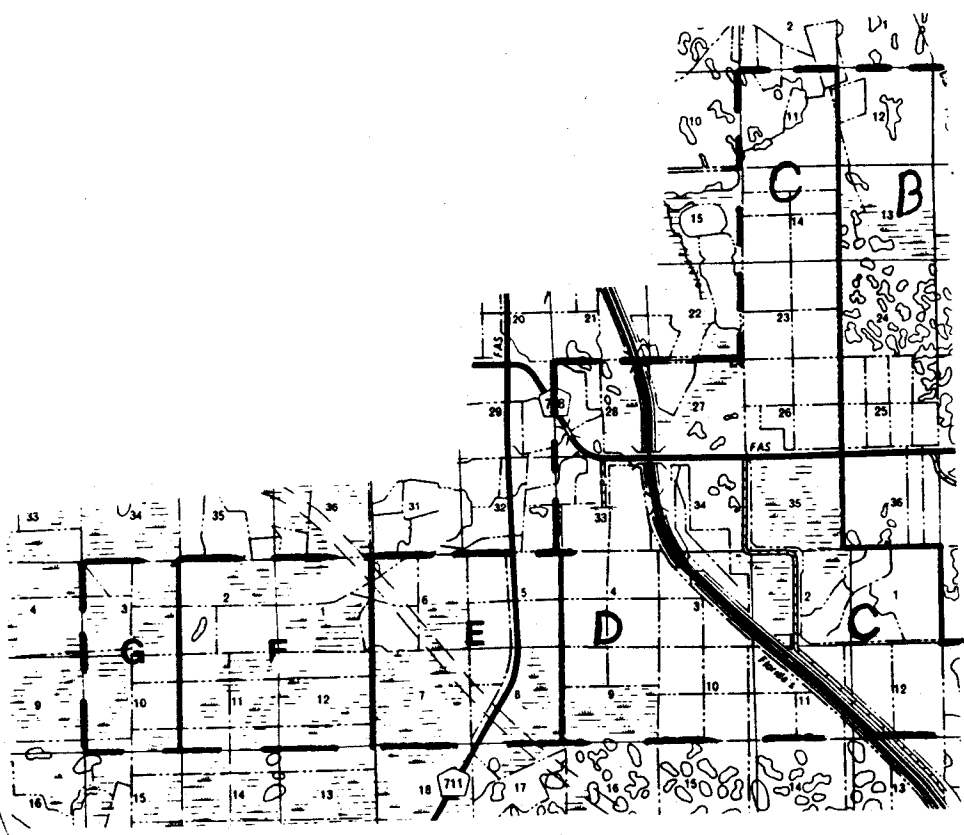 2 1
10 11 12
C B
15 14 13
20 21 22 23 24
FAS
29 28 27 26 25
FAS
33 34 35 36 31 32 33 34 35 36
4 3 2 1 6 5 4 3 2 1
G F E D C
9 10 11 12 7 8 9 10 11 12
16 15 14 13 18 711 17 16 15 14 13